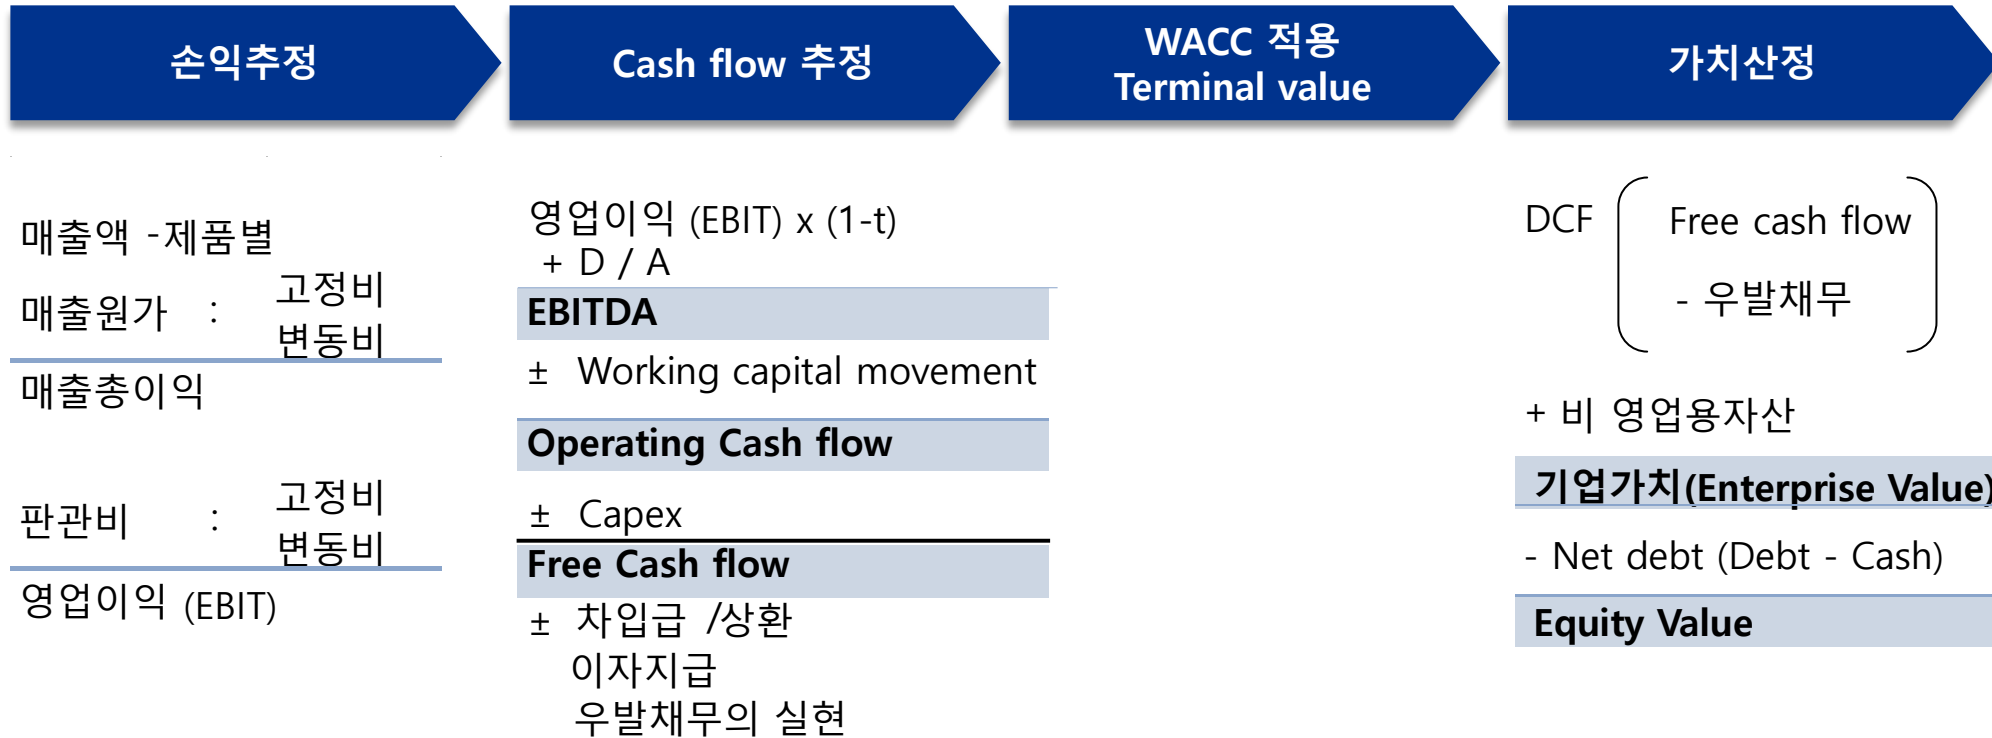 손익추정
Cash flow 추정
WACC 적용
Terminal value
가치산정
매출액 -제품별
매출원가 : 고정비
변동비
매출총이익
판관비 : 고정비
변동비
영업이익 (EBIT)
영업이익 (EBIT) x (1-t)
+ D / A
EBITDA
± Working capital movement
Operating Cash flow
± Capex
Free Cash flow
± 차입급 /상환
이자지급
우발채무의 실현
DCF Free cash flow
- 우발채무
+ 비 영업용자산
기업가치(Enterprise Value)
- Net debt (Debt - Cash)
Equity Value